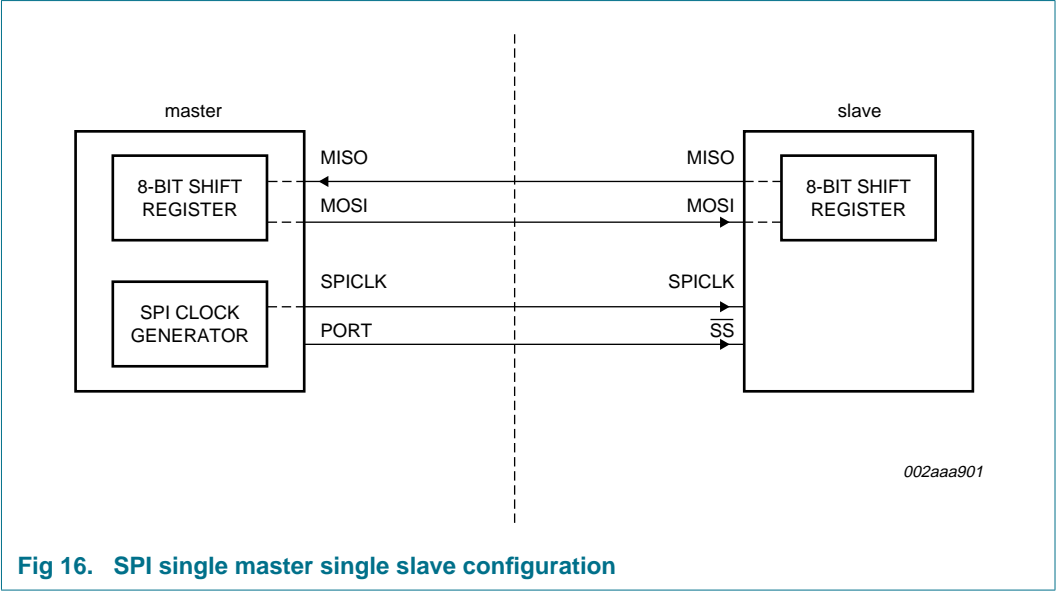 master
slave
MISO
MISO
8-BIT SHIFT
REGISTER
8-BIT SHIFT
REGISTER
MOSI
MOSI
SPICLK
SPICLK
SPI CLOCK
GENERATOR
PORT
S̅S̅
002aaa901
Fig 16. SPI single master single slave configuration